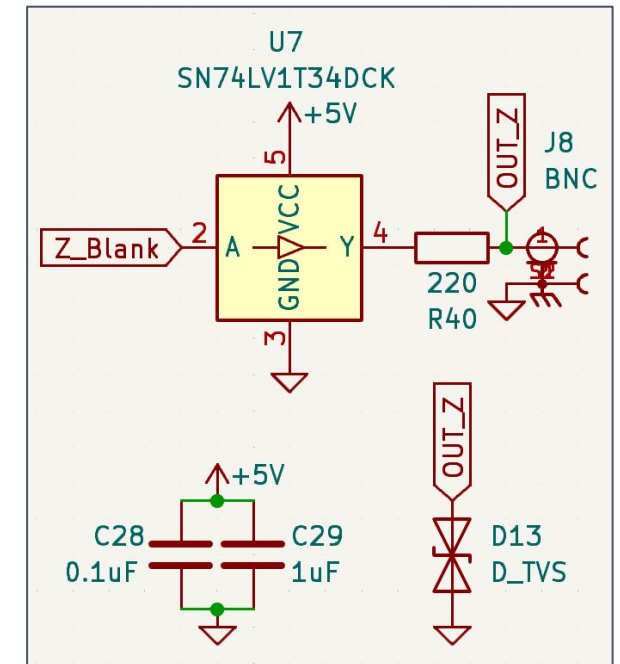 U7
SN74LV1T34DCK
+5V
5
OUT_Z
J8
BNC
Z_Blank
2
A
VCC
GND
Y
4
1
220
R40
3
OUT_Z
+5V
C28
0.1uF
C29
1uF
D13
D_TVS